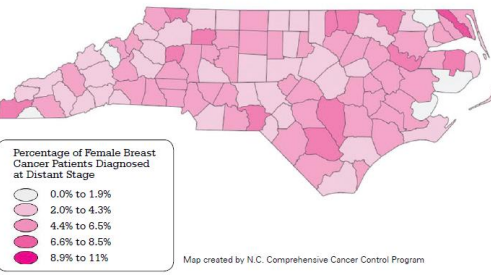 Percentage of Female Breast
Cancer Patients Diagnosed
at Distant Stage
0.0% to 1.9%
2.0% to 4.3%
4.4% to 6.5%
6.6% to 8.5%
8.9% to 11%
Map created by N.C. Comprehensive Cancer Control Program